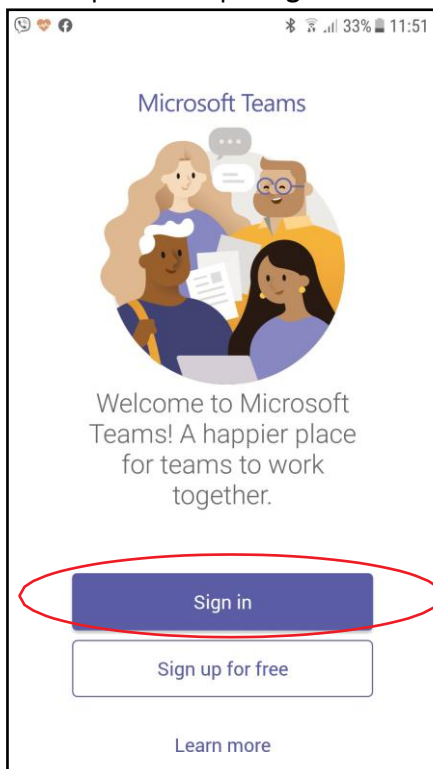 33% 11:51
Microsoft Teams
Welcome to Microsoft
Teams! A happier place
for teams to work
together.
Sign in
Sign up for free
Learn more